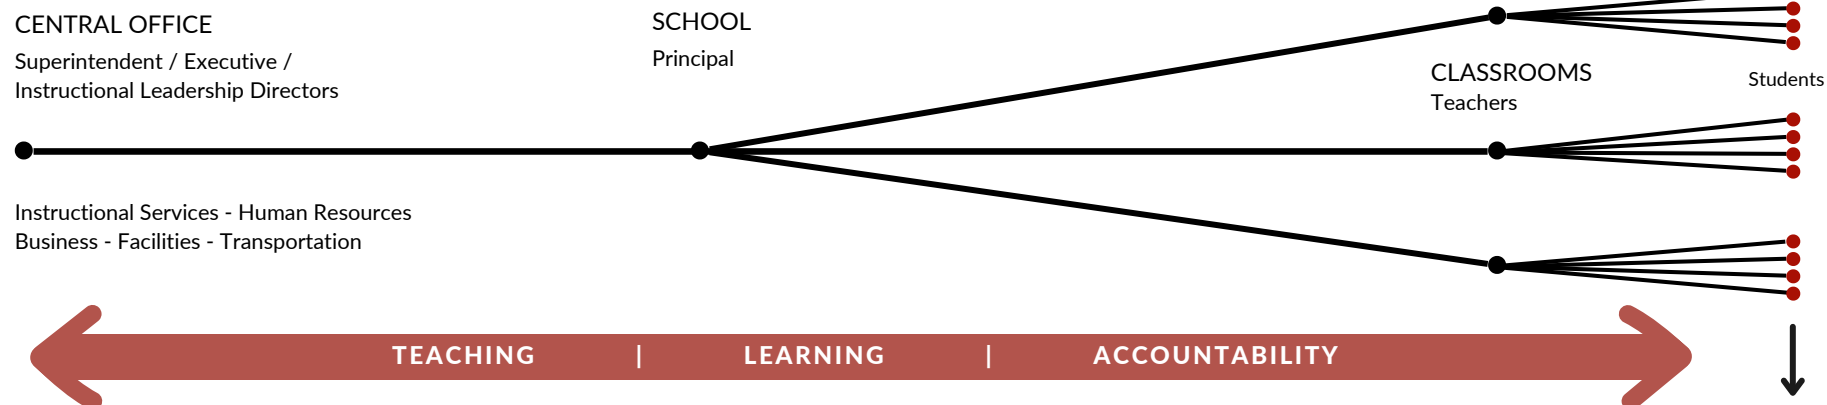 CENTRAL OFFICE
Superintendent / Executive /
Instructional Leadership Directors
SCHOOL
Principal
CLASSROOMS
Teachers
Students
Instructional Services - Human Resources
Business - Facilities - Transportation
TEACHING | LEARNING | ACCOUNTABILITY